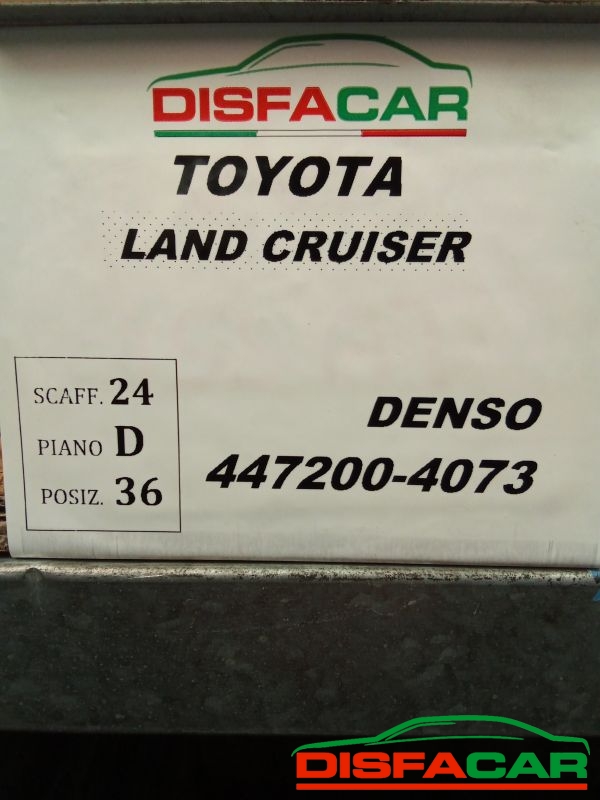 DISFACAR
TOYOTA
LAND CRUISER
SCAFF. 24
PIANO D
POSIZ. 36
DENSO
447200-4073
DISFACAR